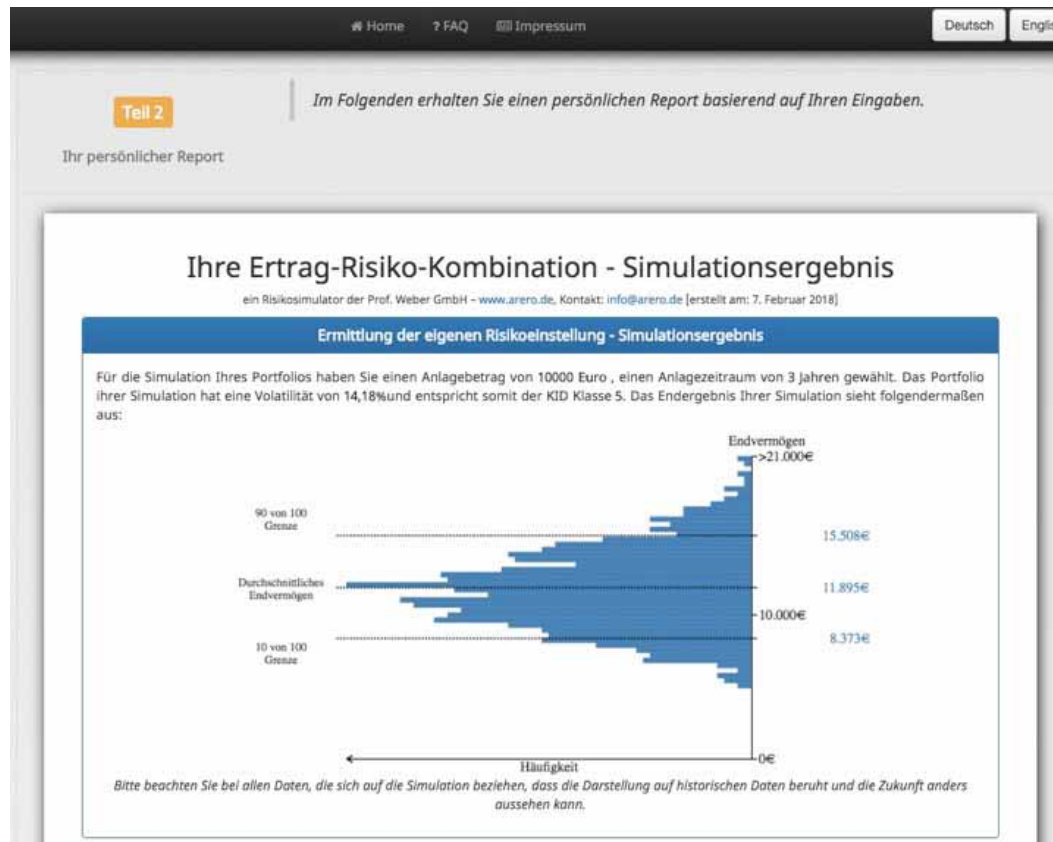 Home ? FAQ Impressum Deutsch
Im Folgenden erhalten Sie einen persönlichen Report basierend auf Ihren Eingaben.
Teil 2
Ihr persönlicher Report
Ihre Ertrag-Risiko-Kombination - Simulationsergebnis
ein Risikosimulator der Prof. Weber GmbH – www.arero.de, Kontakt: info@arero.de [erstellt am: 7. Februar 2018]
Ermittlung der eigenen Risikoeinstellung - Simulationsergebnis
Für die Simulation Ihres Portfolios haben Sie einen Anlagebetrag von 10000 Euro , einen Anlagezeitraum von 3 Jahren gewählt. Das Portfolio
ihrer Simulation hat eine Volatilität von 14,18%und entspricht somit der KID Klasse 5. Das Endergebnis Ihrer Simulation sieht folgendermaßen
aus:
Endvermögen
>21.000€
90 von 100
Grenze
15.508€
Durchschnittliches
Endvermögen
11.895€
10.000€
8.373€
10 von 100
Grenze
0€
Häufigkeit
Bitte beachten Sie bei allen Daten, die sich auf die Simulation beziehen, dass die Darstellung auf historischen Daten beruht und die Zukunft anders
aussehen kann.